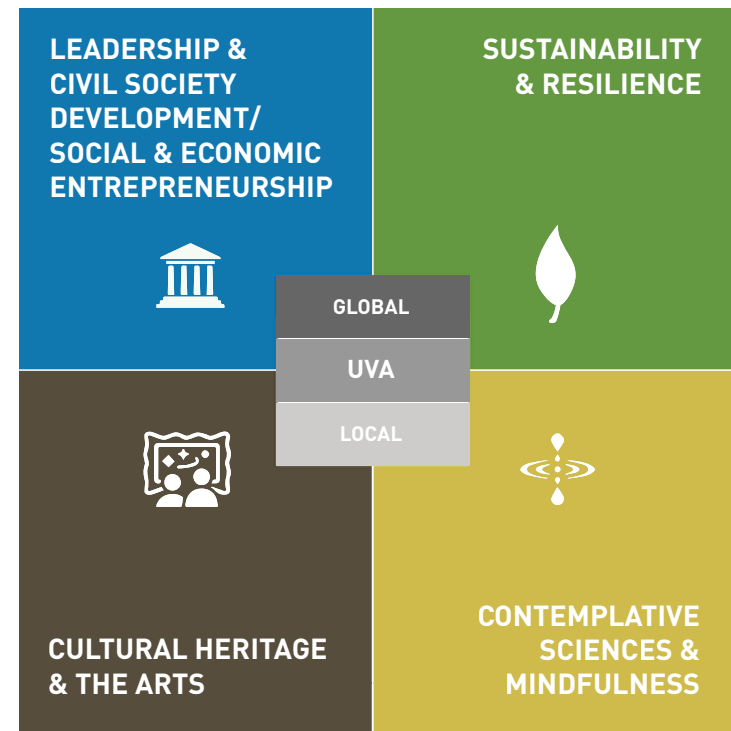 LEADERSHIP &
CIVIL SOCIETY
DEVELOPMENT/
SOCIAL & ECONOMIC
ENTREPRENEURSHIP
SUSTAINABILITY
& RESILIENCE
GLOBAL
UVA
LOCAL
CULTURAL HERITAGE
& THE ARTS
CONTEMPLATIVE
SCIENCES &
MINDFULNESS